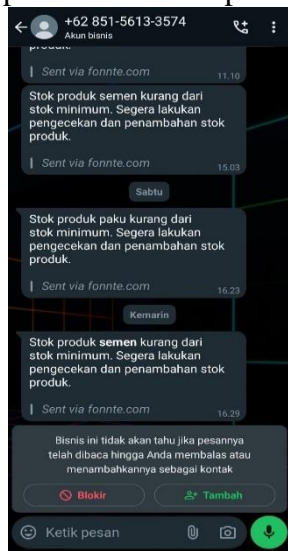 +62 851-5613-3574
Akun bisnis
produk.
Sent via fonnte.com
11.10
Stok produk semen kurang dari
stok minimum. Segera lakukan
pengecekan dan penambahan stok
produk.
Sent via fonnte.com
15.03
Sabtu
Stok produk paku kurang dari
stok minimum. Segera lakukan
pengecekan dan penambahan stok
produk.
Sent via fonnte.com
16.23
Kemarin
Stok produk semen kurang dari
stok minimum. Segera lakukan
pengecekan dan penambahan stok
produk.
Sent via fonnte.com
16.29
Bisnis ini tidak akan tahu jika pesannya
telah dibaca hingga Anda membalas atau
menambahkannya sebagai kontak
Blokir
Tambah
Ketik pesan